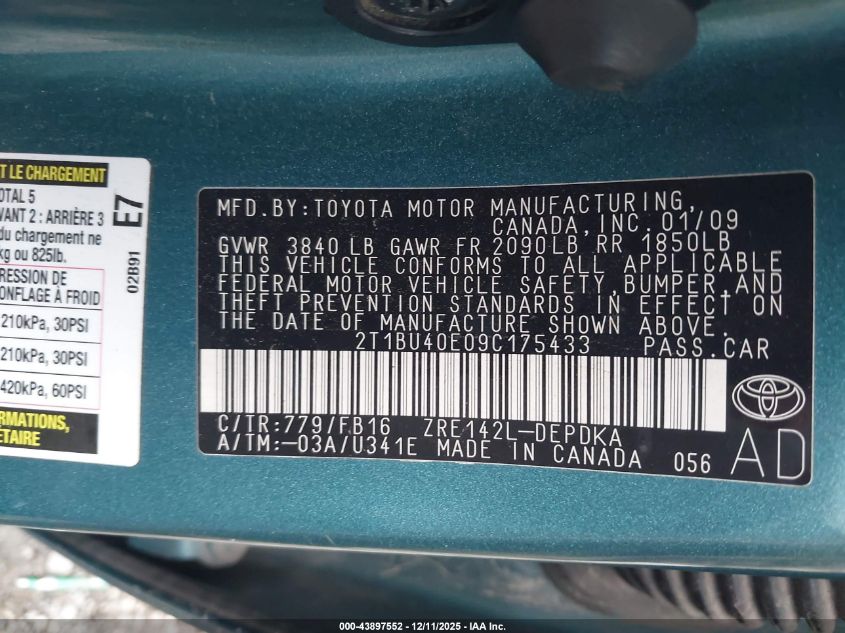 T LE CHARGEMENT
OTAL 5
VANT 2 : ARRIÈRE 3
du chargement ne
kg ou 825lb.
RESSION DE
ONFLAGE À FROID
210kPa, 30PSI
210kPa, 30PSI
420kPa, 60PSI
RMATIONS,
ÉTAIRE
E7
02B91
MFD.BY:TOYOTA MOTOR MANUFACTURING,
CANADA,INC. 01/09
GVWR 3840 LB GAWR FR 2090LB RR 1850LB
THIS VEHICLE CONFORMS TO ALL APPLICABLE
FEDERAL MOTOR VEHICLE SAFETY,BUMPER,AND
THEFT PREVENTION STANDARDS IN EFFECT ON
THE DATE OF MANUFACTURE SHOWN ABOVE.
2T1BU40E09C175433 PASS.CAR
C/TR:779/FB16 ZRE142L-DEPDKA
A/TM:-03A/U341E MADE IN CANADA 056
AD
000-43897552 - 12/11/2025 - IAA Inc.